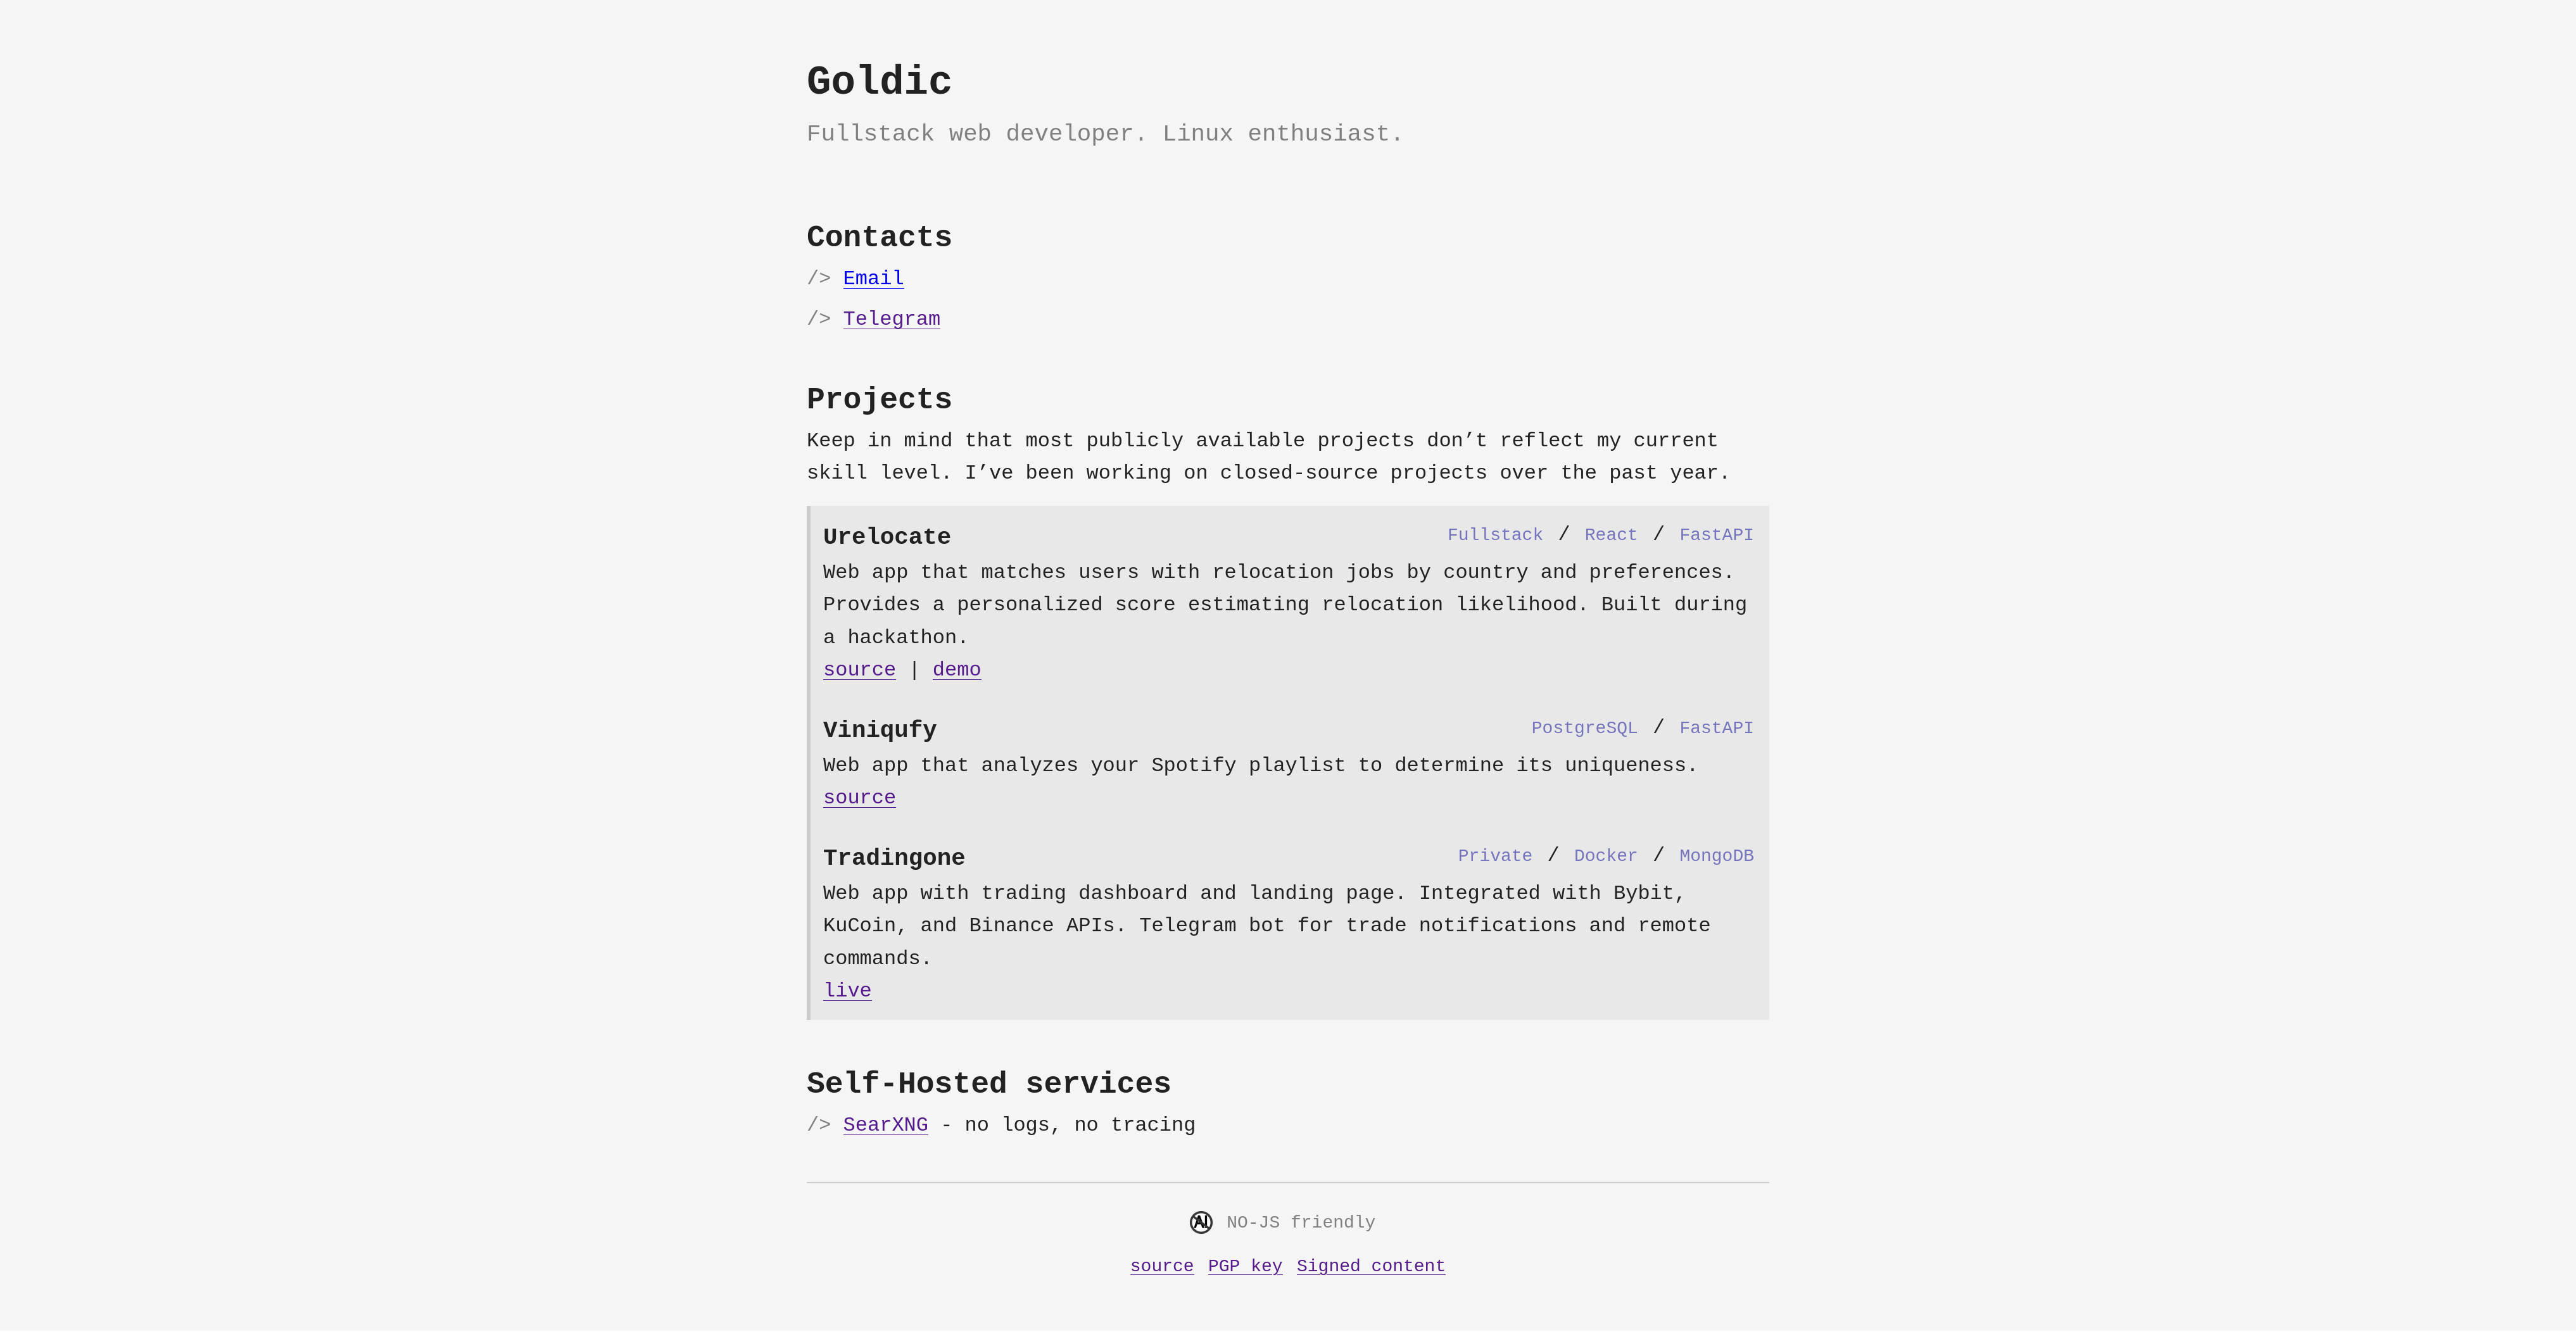 Goldic
Fullstack web developer. Linux enthusiast.
Contacts
/> Email
/> Telegram
Projects
Keep in mind that most publicly available projects don’t reflect my current
skill level. I’ve been working on closed-source projects over the past year.
Urelocate Fullstack / React / FastAPI
Web app that matches users with relocation jobs by country and preferences.
Provides a personalized score estimating relocation likelihood. Built during
a hackathon.
source | demo
Viniqufy PostgreSQL / FastAPI
Web app that analyzes your Spotify playlist to determine its uniqueness.
source
Tradingone Private / Docker / MongoDB
Web app with trading dashboard and landing page. Integrated with Bybit,
KuCoin, and Binance APIs. Telegram bot for trade notifications and remote
commands.
live
Self-Hosted services
/> SearXNG - no logs, no tracing
AI NO-JS friendly
source PGP key Signed content